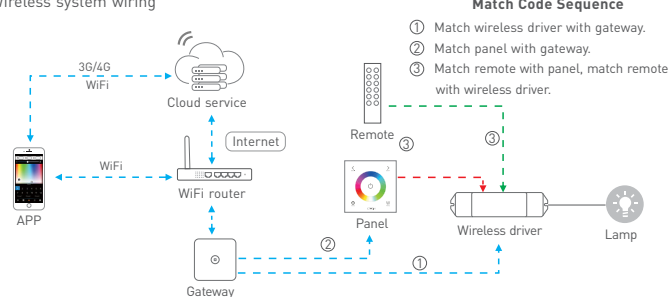 Wireless system wiring
Match Code Sequence
① Match wireless driver with gateway.
② Match panel with gateway.
③ Match remote with panel, match remote
with wireless driver.
3G/4G
WiFi
Cloud service
Internet
Remote
③
③
WiFi
WiFi router
APP
Panel
Wireless driver
Lamp
②
①
Gateway